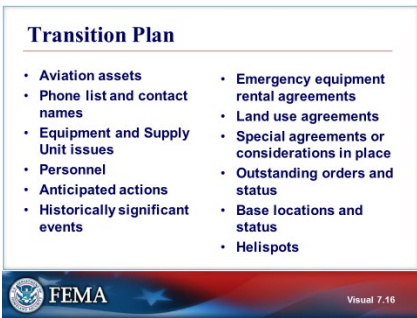 Transition Plan
• Aviation assets
• Phone list and contact
names
• Equipment and Supply
Unit issues
• Personnel
• Anticipated actions
• Historically significant
events
• Emergency equipment
rental agreements
• Land use agreements
• Special agreements or
considerations in place
• Outstanding orders and
status
• Base locations and
status
• Helispots
FEMA
Visual 7.16